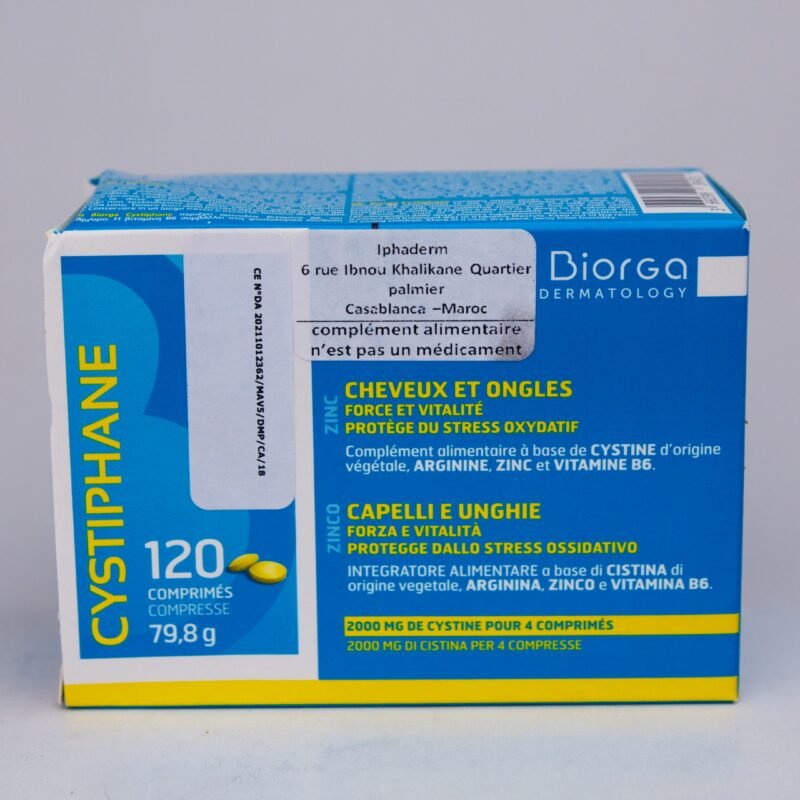 Biorga Cystiphane
Iphaderm
6 rue Ibnou Khalikane Quartier
palmier
Casablanca –Maroc
complément alimentaire
n'est pas un médicament
Biorga
DERMATOLOGY
CE N°DA 20211012362/MAVS/DMP/CA/18
CYSTIPHANE
120
COMPRIMÉS
COMPRESSE
79,8 g
ZINC
CHEVEUX ET ONGLES
FORCE ET VITALITÉ
PROTÈGE DU STRESS OXYDATIF
Complément alimentaire à base de CYSTINE d'origine
végétale, ARGININE, ZINC et VITAMINE B6.
ZINCO
CAPELLI E UNGHIE
FORZA E VITALITÀ
PROTEGGE DALLO STRESS OSSIDATIVO
INTEGRATORE ALIMENTARE a base di CISTINA di
origine vegetale, ARGININA, ZINCO e VITAMINA B6.
2000 MG DE CYSTINE POUR 4 COMPRIMÉS
2000 MG DI CISTINA PER 4 COMPRESSE